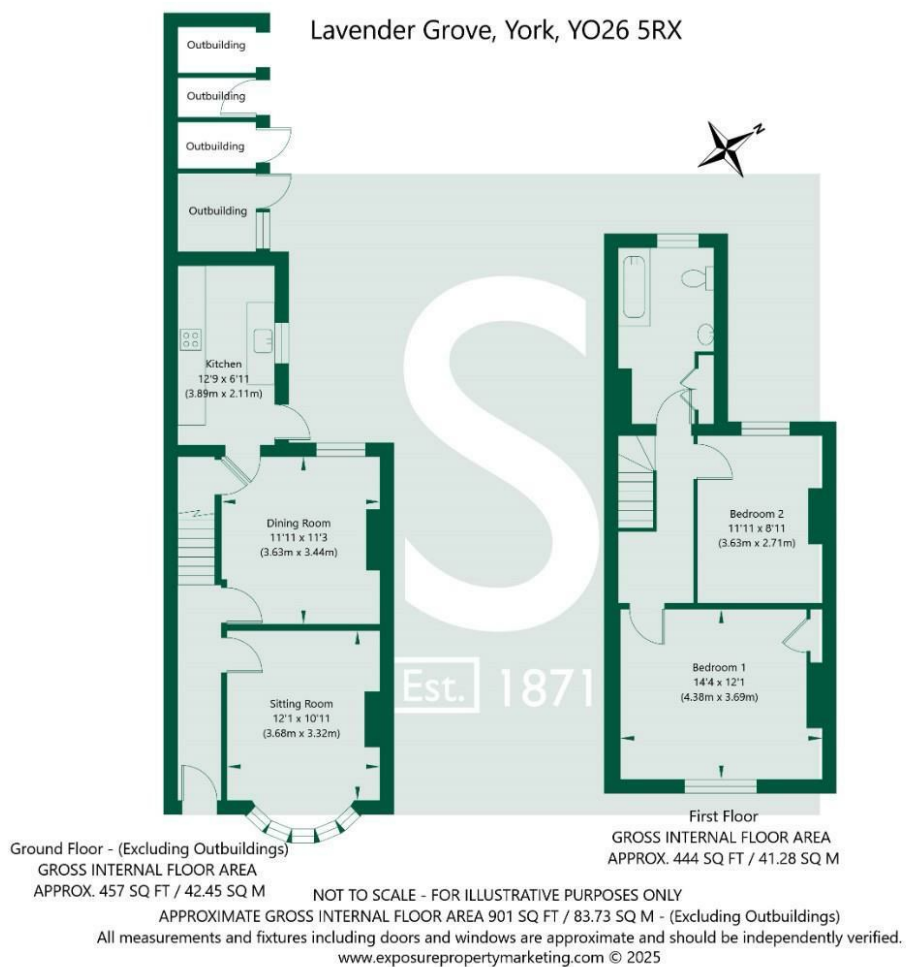 Lavender Grove, York, YO26 5RX
Outbuilding
Outbuilding
Outbuilding
Outbuilding
N
Kitchen
12'9 x 6'11
(3.89m x 2.11m)
Dining Room
11'11 x 11'3
(3.63m x 3.44m)
Sitting Room
12'1 x 10'11
(3.68m x 3.32m)
S
Est. 1871
Bedroom 2
11'11 x 8'11
(3.63m x 2.71m)
Bedroom 1
14'4 x 12'1
(4.38m x 3.69m)
Ground Floor - (Excluding Outbuildings)
GROSS INTERNAL FLOOR AREA
APPROX. 457 SQ FT / 42.45 SQ M
First Floor
GROSS INTERNAL FLOOR AREA
APPROX. 444 SQ FT / 41.28 SQ M
NOT TO SCALE - FOR ILLUSTRATIVE PURPOSES ONLY
APPROXIMATE GROSS INTERNAL FLOOR AREA 901 SQ FT / 83.73 SQ M - (Excluding Outbuildings)
All measurements and fixtures including doors and windows are approximate and should be independently verified.
www.exposurepropertymarketing.com © 2025